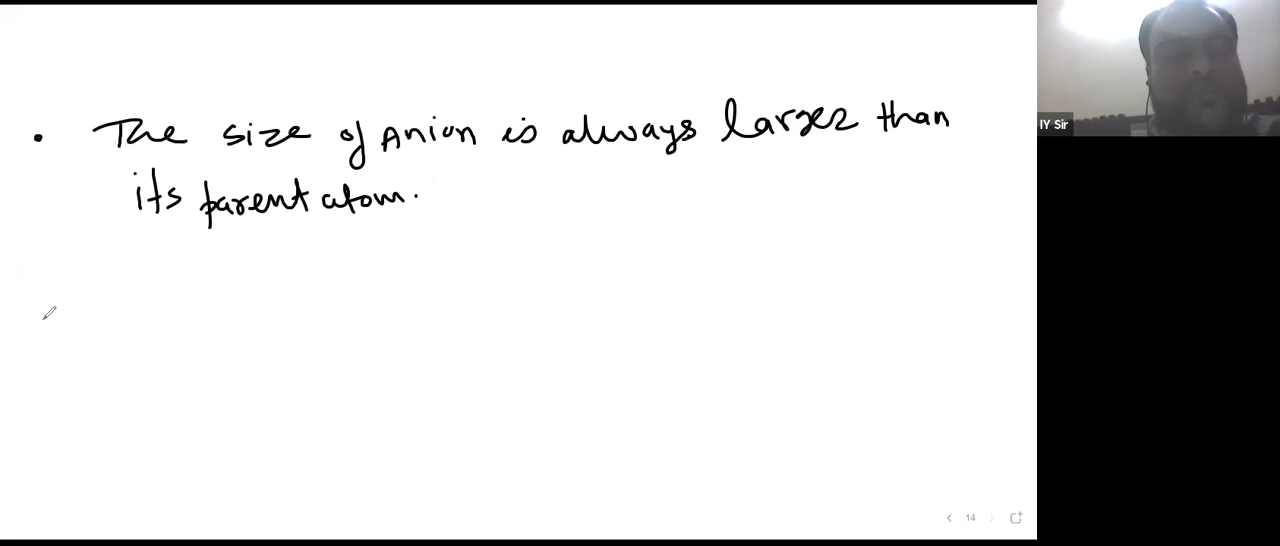 • The size of Anion is always larger than
its parent atom.
IY Sir
14